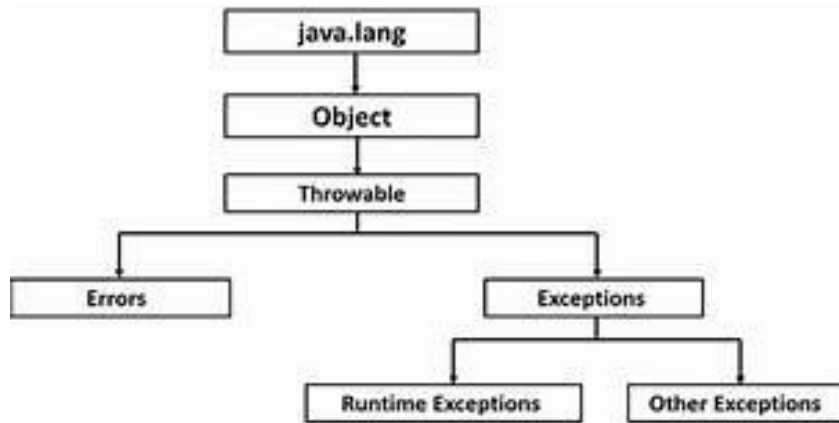 java.lang
Object
Throwable
Errors
Exceptions
Runtime Exceptions
Other Exceptions